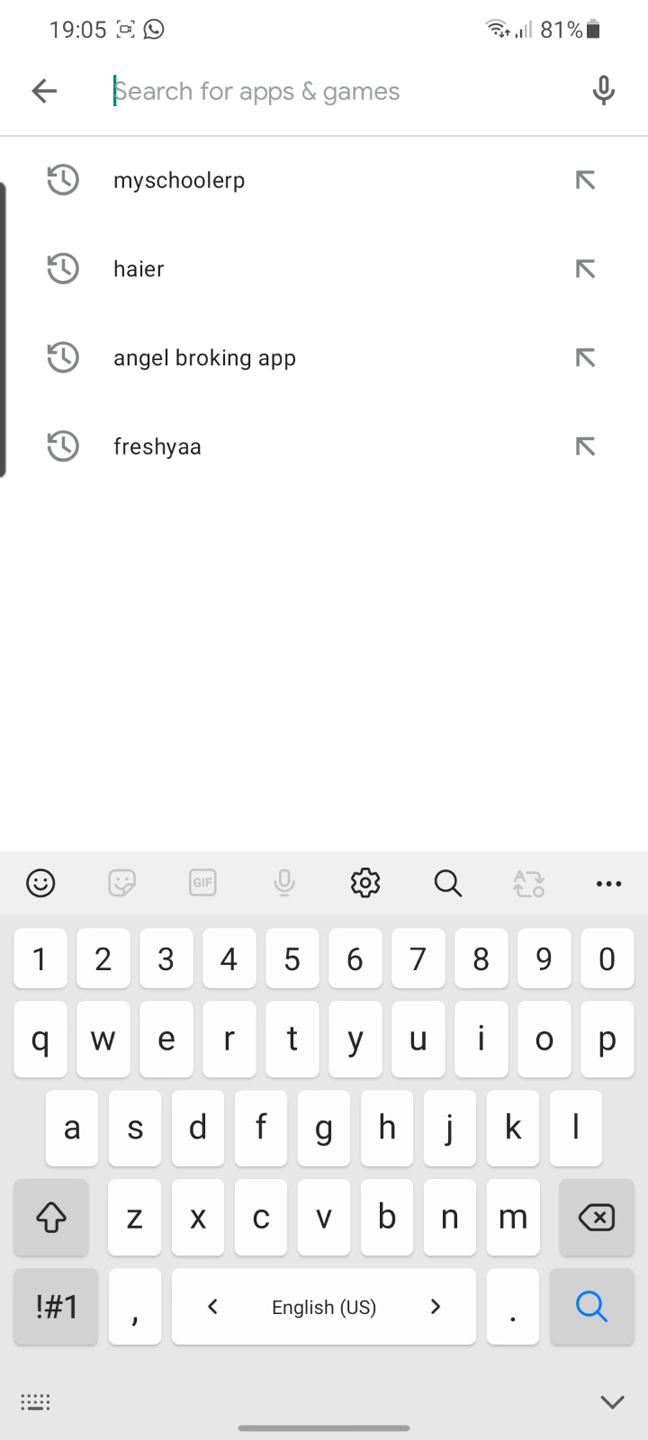 19:05 81%
Search for apps & games
myschoolerp
haier
angel broking app
freshyaa
GIF
1 2 3 4 5 6 7 8 9 0
q w e r t y u i o p
a s d f g h j k l
z x c v b n m
!#1 , < English (US) > .